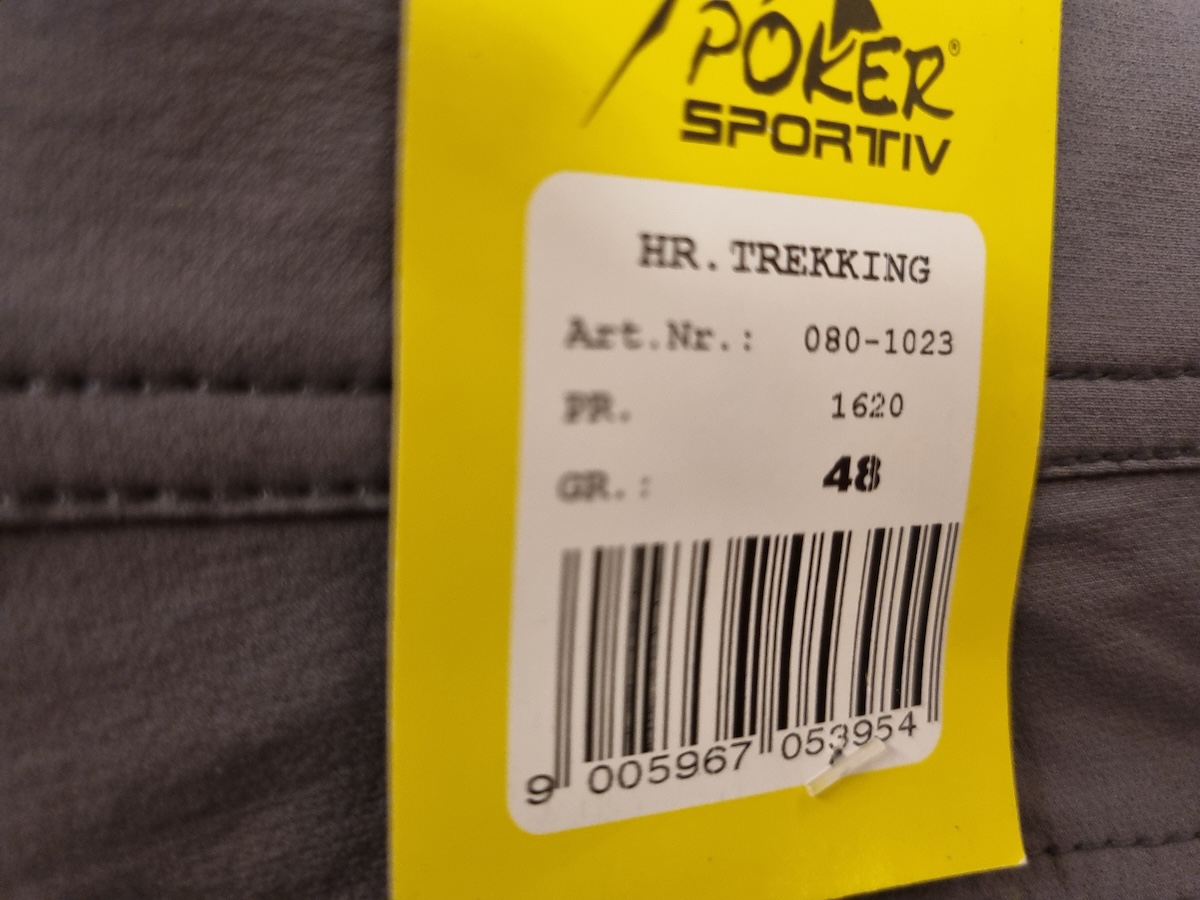 POKER®
SPORTIV
HR.TREKKING
Art.Nr.: 080-1023
PR. 1620
GR.: 48
9 005967 053954